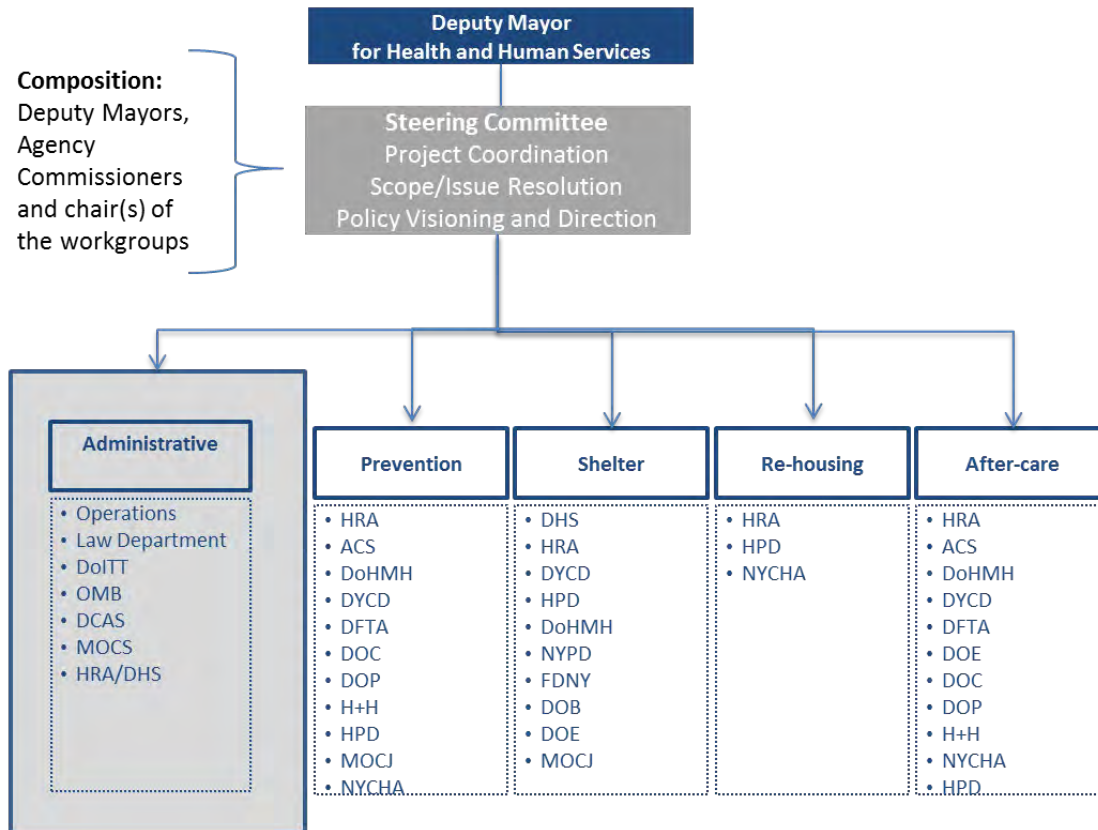 Deputy Mayor
for Health and Human Services
Composition:
Deputy Mayors,
Agency
Commissioners
and chair(s) of
the workgroups
Steering Committee
Project Coordination
Scope/Issue Resolution
Policy Visioning and Direction
Administrative
• Operations
• Law Department
• DoITT
• OMB
• DCAS
• MOCS
• HRA/DHS
Prevention
• HRA
• ACS
• DoHMH
• DYCD
• DFTA
• DOC
• DOP
• H+H
• HPD
• MOCJ
• NYCHA
Shelter
• DHS
• HRA
• DYCD
• HPD
• DoHMH
• NYPD
• FDNY
• DOB
• DOE
• MOCJ
Re-housing
• HRA
• HPD
• NYCHA
After-care
• HRA
• ACS
• DoHMH
• DYCD
• DFTA
• DOE
• DOC
• DOP
• H+H
• NYCHA
• HPD